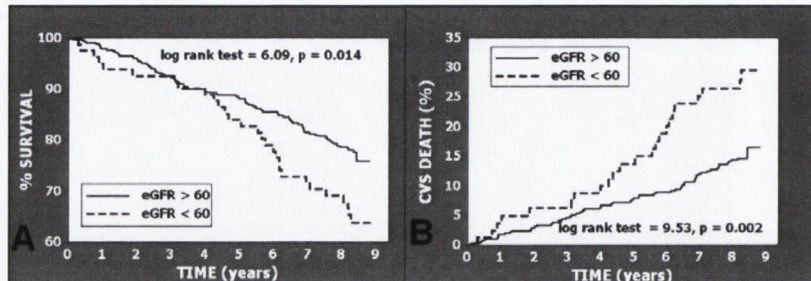 100
90
80
70
60
% SURVIVAL
log rank test = 6.09, p = 0.014
eGFR > 60
eGFR < 60
A
0 1 2 3 4 5 6 7 8 9
TIME (years)
35
30
25
20
15
10
5
0
CVS DEATH (%)
eGFR > 60
eGFR < 60
log rank test = 9.53, p = 0.002
B
0 1 2 3 4 5 6 7 8 9
TIME (years)